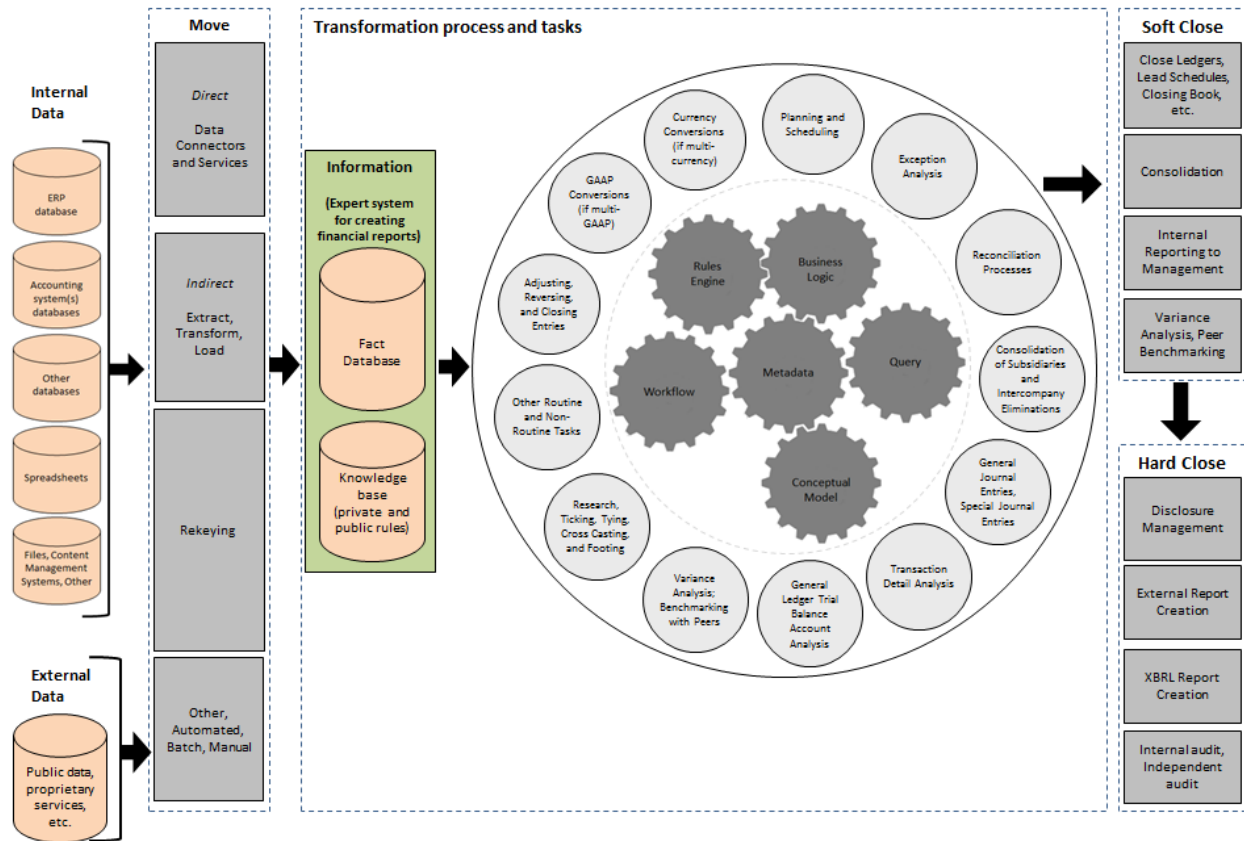 Internal
Data
ERP
database
Accounting
system(s)
databases
Other
databases
Spreadsheets
Files, Content
Management
Systems, Other
External
Data
Public data,
proprietary
services,
etc.
Move
Direct
Data
Connectors
and Services
Indirect
Extract,
Transform,
Load
Rekeying
Other,
Automated,
Batch, Manual
Transformation process and tasks
Information
(Expert system
for creating
financial reports)
Fact
Database
Knowledge
base
(private and
public rules)
Planning and
Scheduling
Exception
Analysis
Reconciliation
Processes
Consolidation
of Subsidiaries
and
Intercompany
Eliminations
General
Journal
Entries,
Special Journal
Entries
Transaction
Detail Analysis
General
Ledger Trial
Balance
Account
Analysis
Variance
Analysis;
Benchmarking
with Peers
Research,
Ticking, Tying,
Cross Casting,
and Footing
Other Routine
and Non-
Routine Tasks
Adjusting,
Reversing,
and Closing
Entries
GAAP
Conversions
(if multi-
GAAP)
Currency
Conversions
(if multi-
currency)
Rules
Engine
Business
Logic
Workflow
Metadata
Query
Conceptual
Model
Soft Close
Close Ledgers,
Lead Schedules,
Closing Book,
etc.
Consolidation
Internal
Reporting to
Management
Variance
Analysis, Peer
Benchmarking
Hard Close
Disclosure
Management
External Report
Creation
XBRL Report
Creation
Internal audit,
Independent
audit